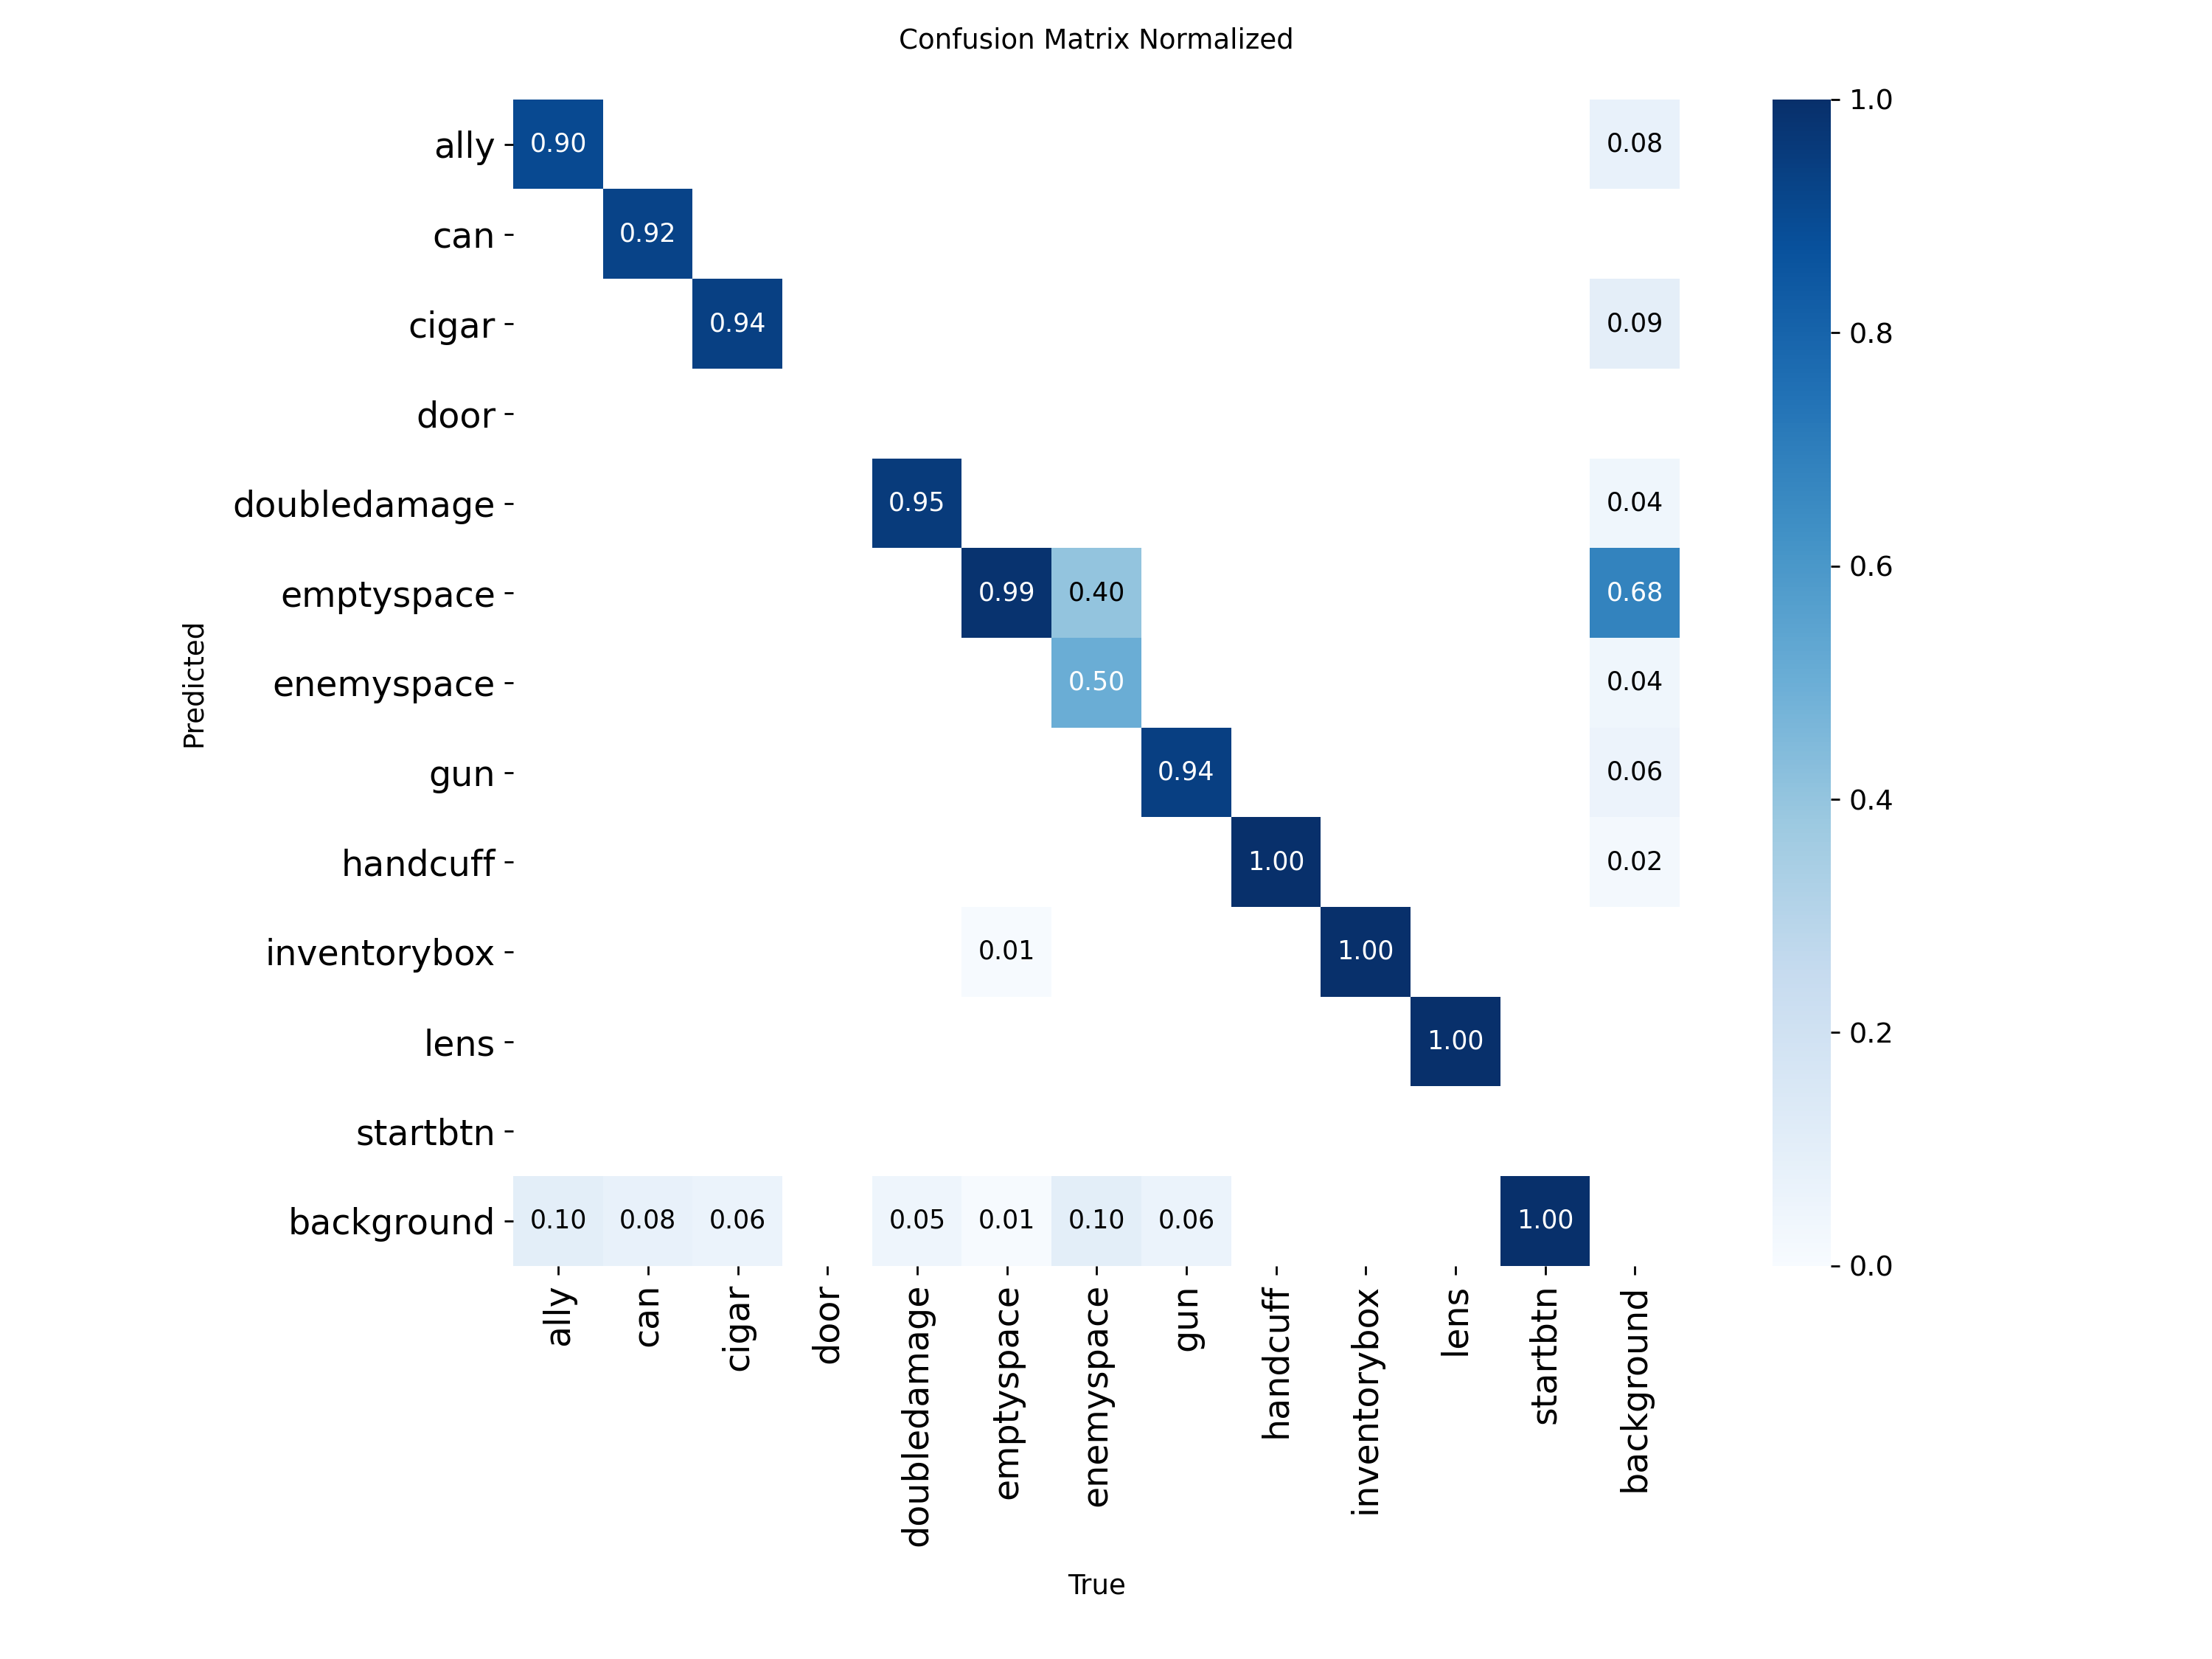 Confusion Matrix Normalized
ally 0.90 0.08
can 0.92
cigar 0.94 0.09
door
doubledamage 0.95 0.04
emptyspace 0.99 0.40 0.68
enemyspace 0.50 0.04
gun 0.94 0.06
handcuff 1.00 0.02
inventorybox 0.01 1.00
lens 1.00
startbtn
background 0.10 0.08 0.06 0.05 0.01 0.10 0.06 1.00
Predicted
ally can cigar door doubledamage emptyspace enemyspace gun handcuff inventorybox lens startbtn background
True
1.0
0.8
0.6
0.4
0.2
0.0